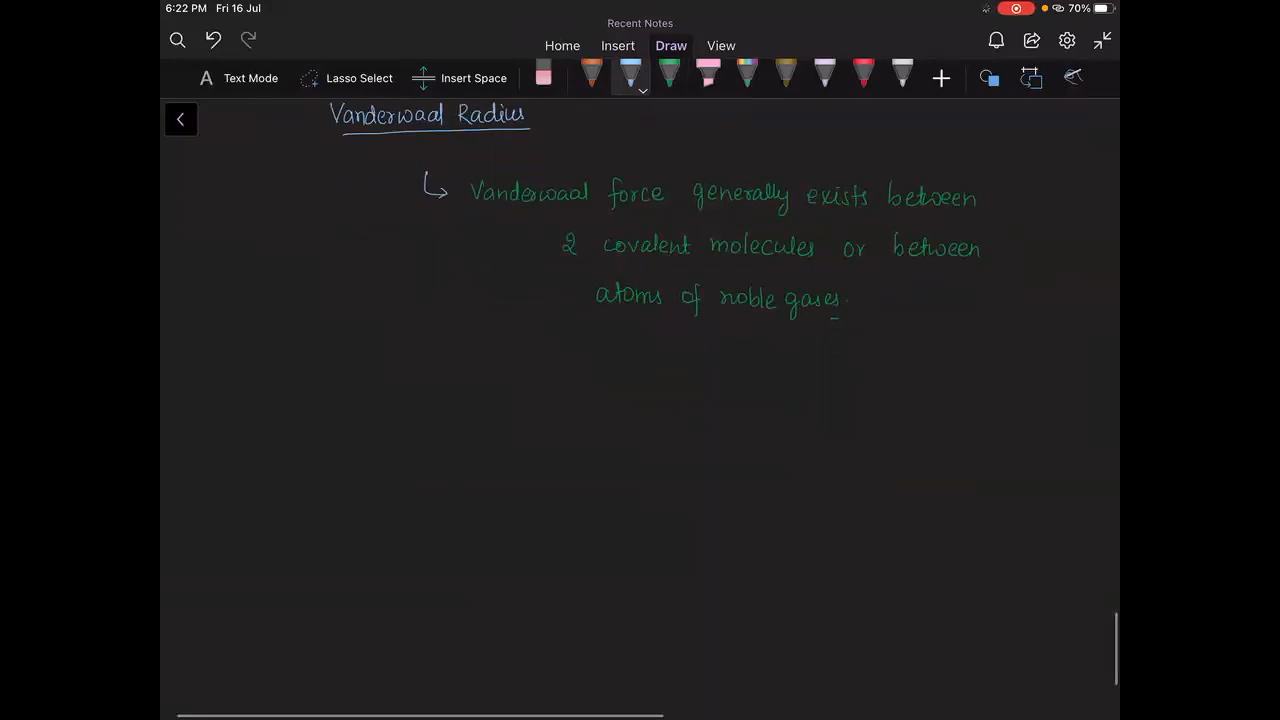 6:22 PM Fri 16 Jul
70%
Recent Notes
Home Insert Draw View
A Text Mode Lasso Select Insert Space
Vanderwaal Radius
Vanderwaal force generally exists between
2 covalent molecules or between
atoms of noble gases.